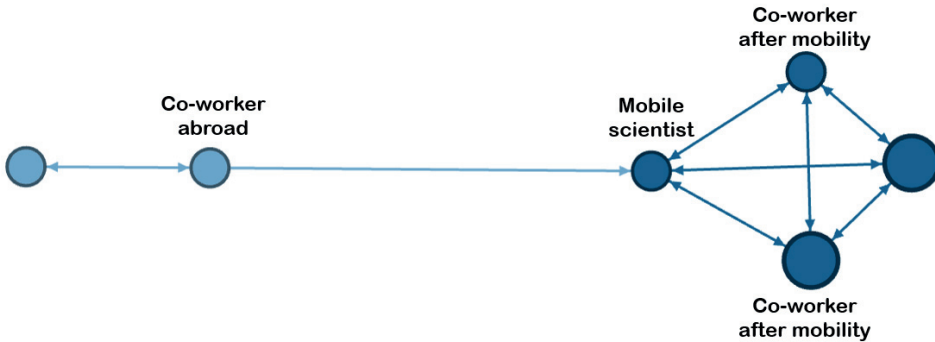 Co-worker
after mobility
Co-worker
abroad
Mobile
scientist
Co-worker
after mobility